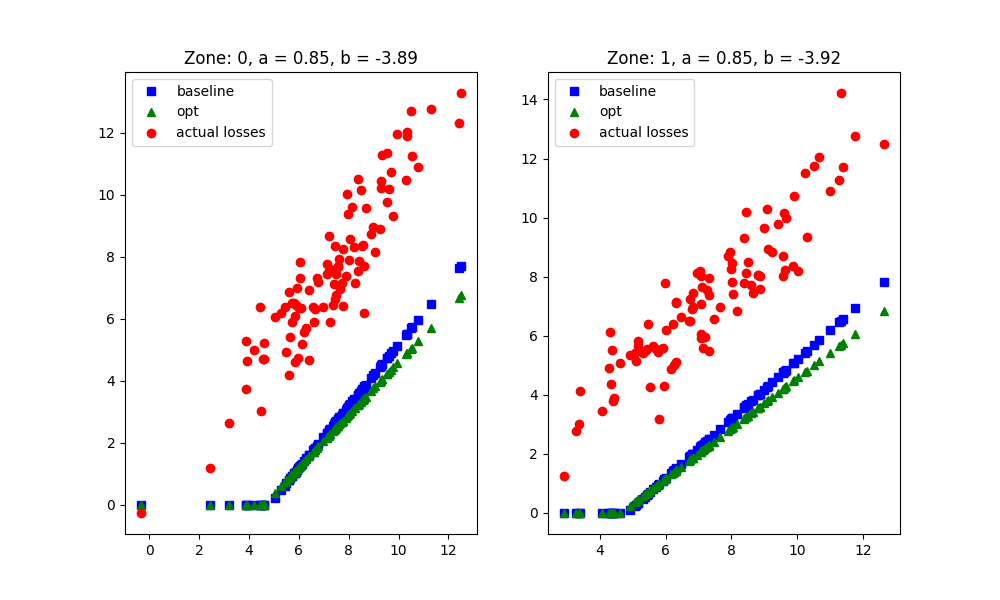 Zone: 0, a = 0.85, b = -3.89
baseline
opt
actual losses
12
10
8
6
4
2
0
0 2 4 6 8 10 12
Zone: 1, a = 0.85, b = -3.92
baseline
opt
actual losses
14
12
10
8
6
4
2
0
4 6 8 10 12